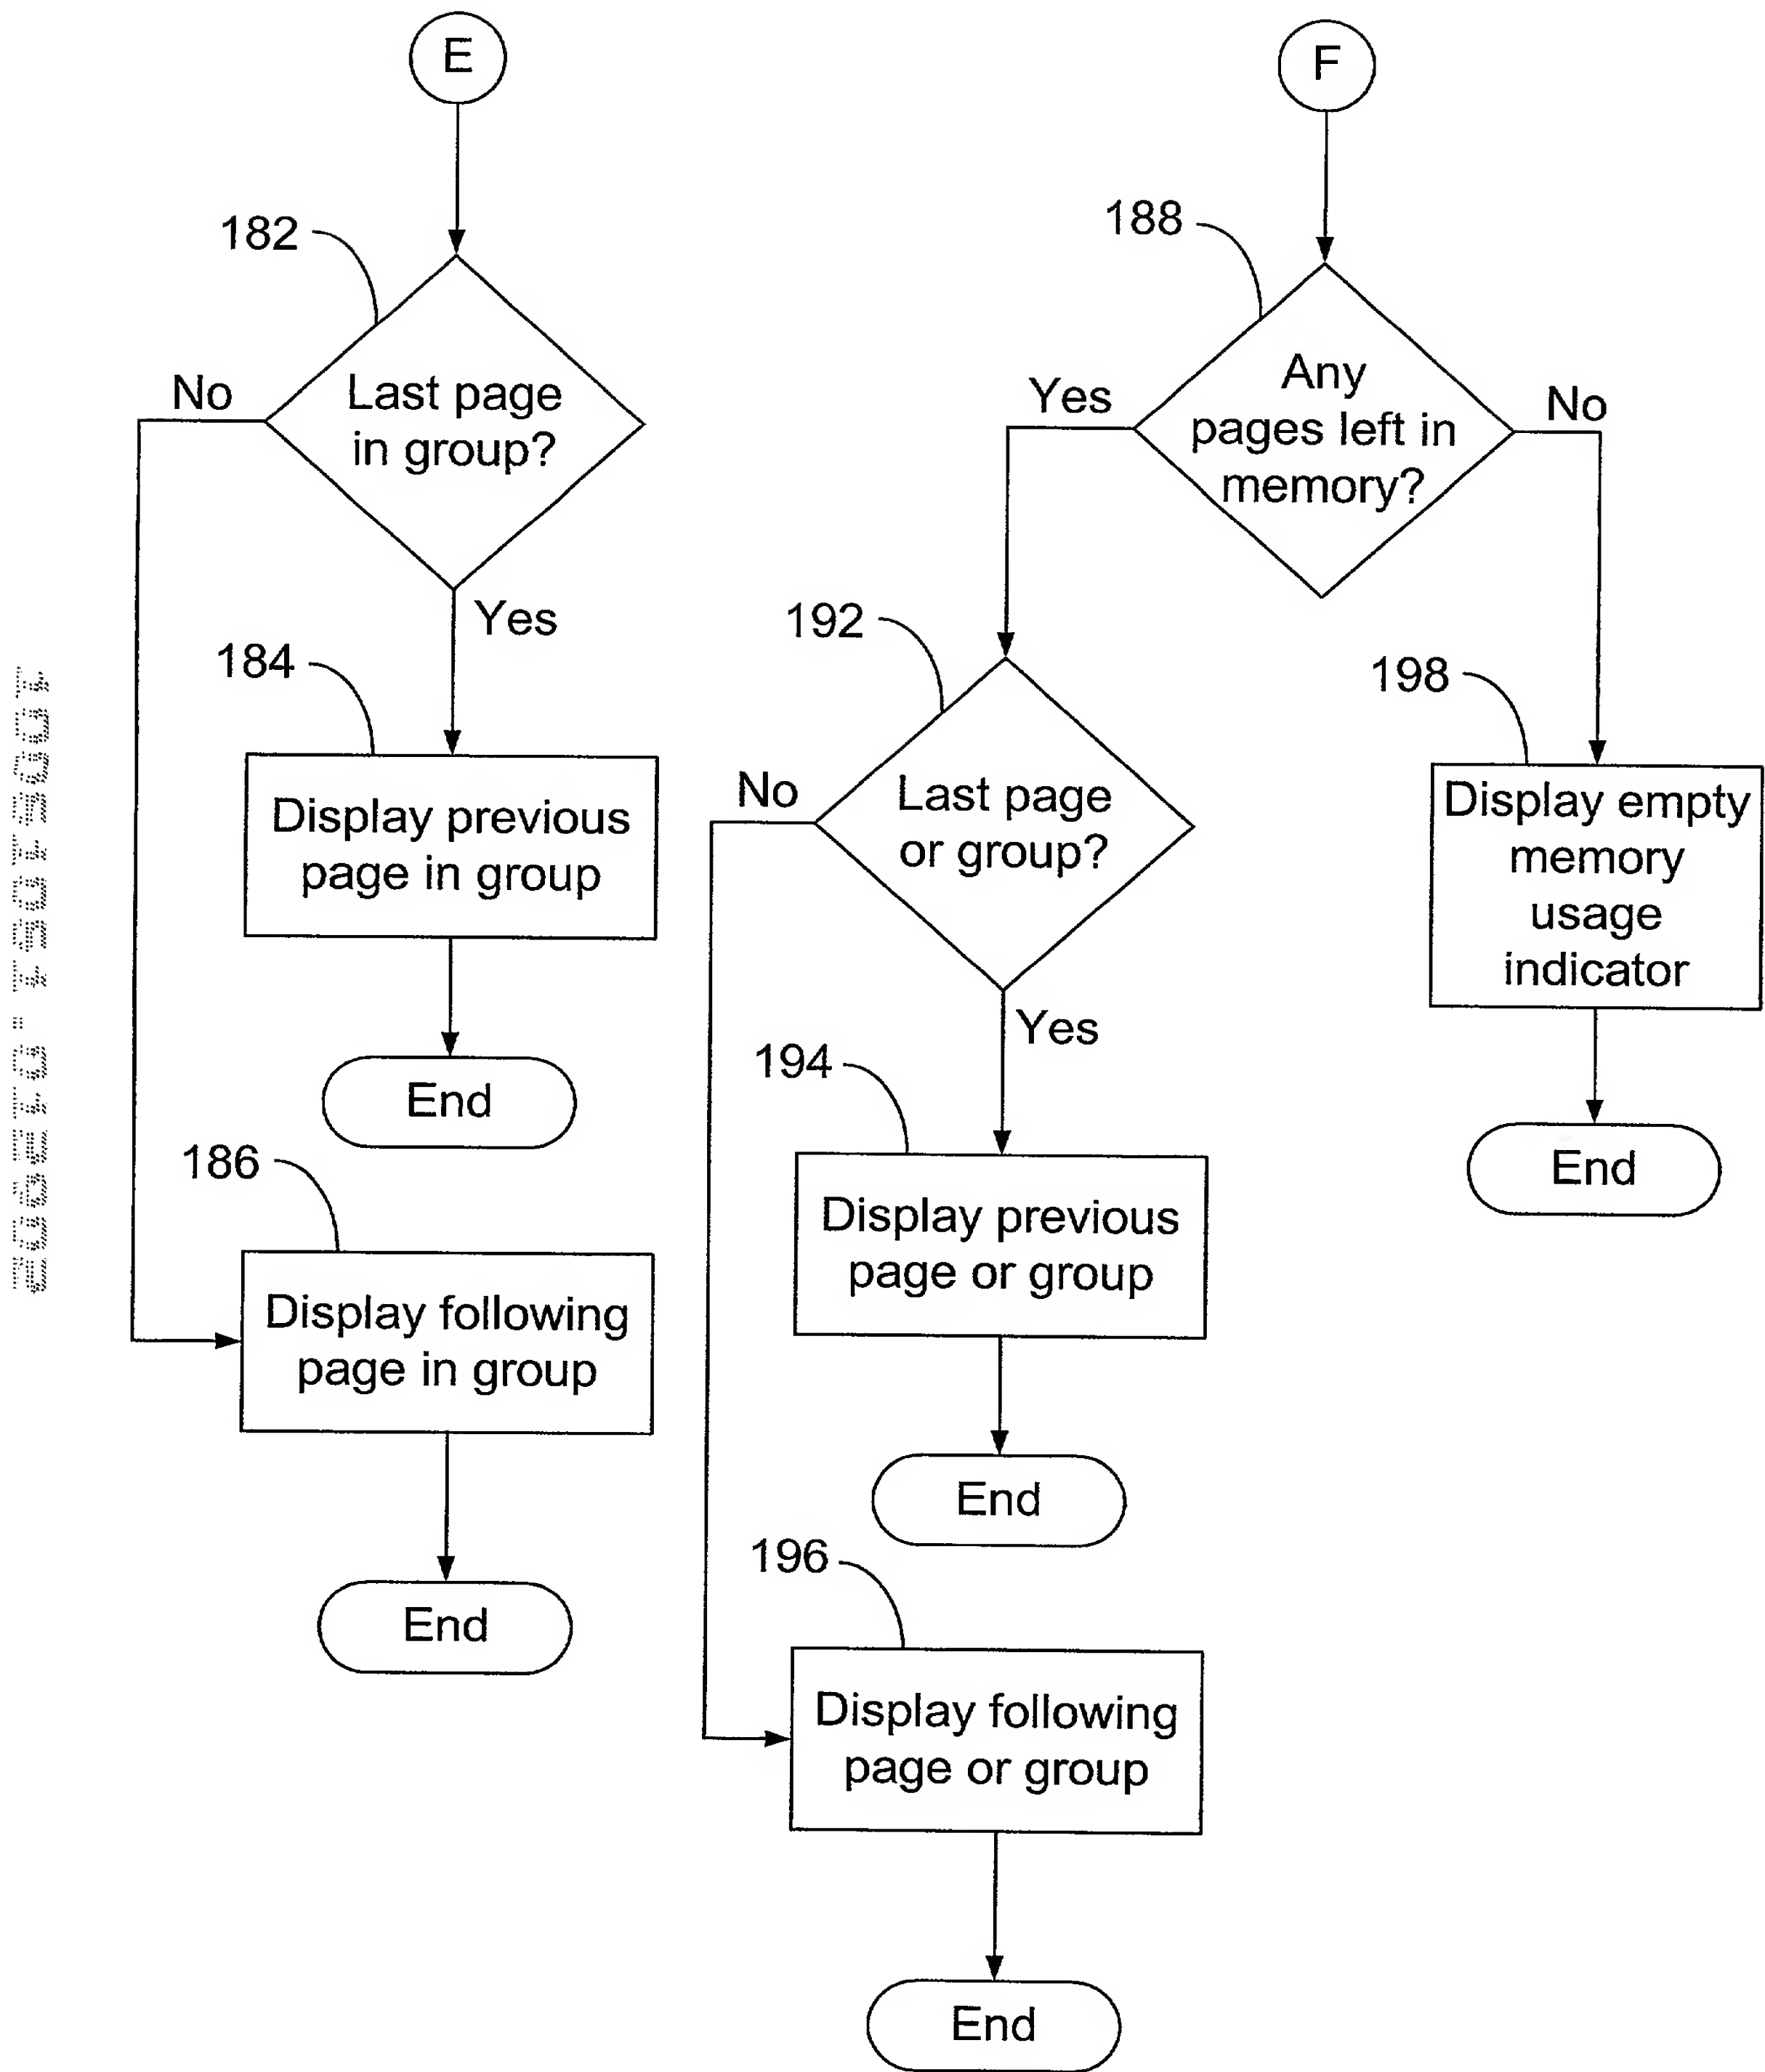 E
182
No
Last page
in group?
Yes
184
Display previous
page in group
End
186
Display following
page in group
End
F
188
Yes
Any
pages left in
memory?
No
192
No
Last page
or group?
Yes
194
Display previous
page or group
End
196
Display following
page or group
End
198
Display empty
memory
usage
indicator
End